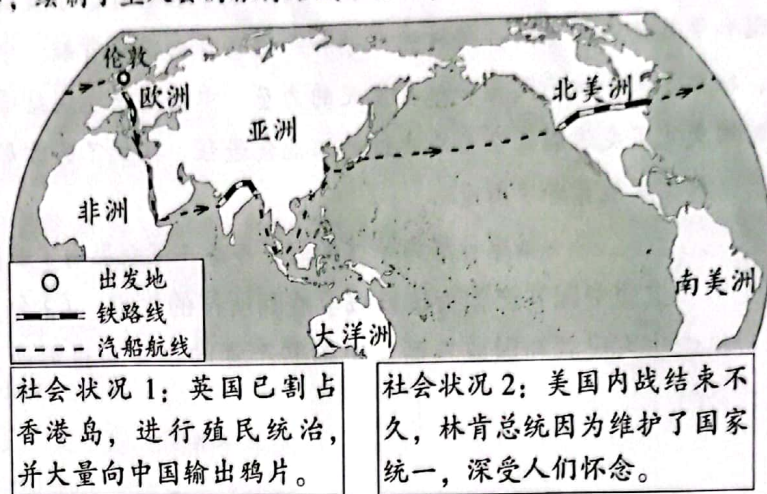 伦敦
欧洲
亚洲
北美洲
非洲
南美洲
大洋洲
出发地
铁路线
汽船航线
社会状况1：英国已割占
香港岛，进行殖民统治，
并大量向中国输出鸦片。
社会状况2：美国内战结束不
久，林肯总统因为维护了国家
统一，深受人们怀念。